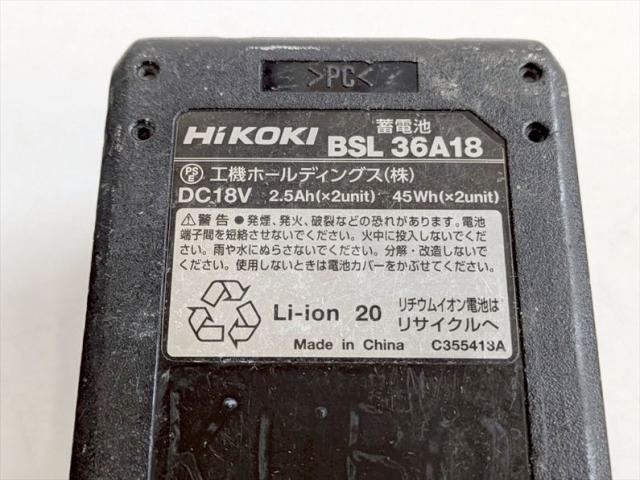 >PC<
HiKOKI
蓄電池
BSL 36A18
PSE 工機ホールディングス(株)
DC18V 2.5Ah(×2unit) 45Wh(×2unit)
⚠警告 ●発煙、発火、破裂などの恐れがあります。電池
端子間を短絡させないでください。火中に投入しないでくだ
さい。雨や水にぬらさないでください。分解・改造しないで
ください。使用しないときは電池カバーをかぶせてください。
Li-ion 20
リチウムイオン電池は
リサイクルへ
Made in China C355413A